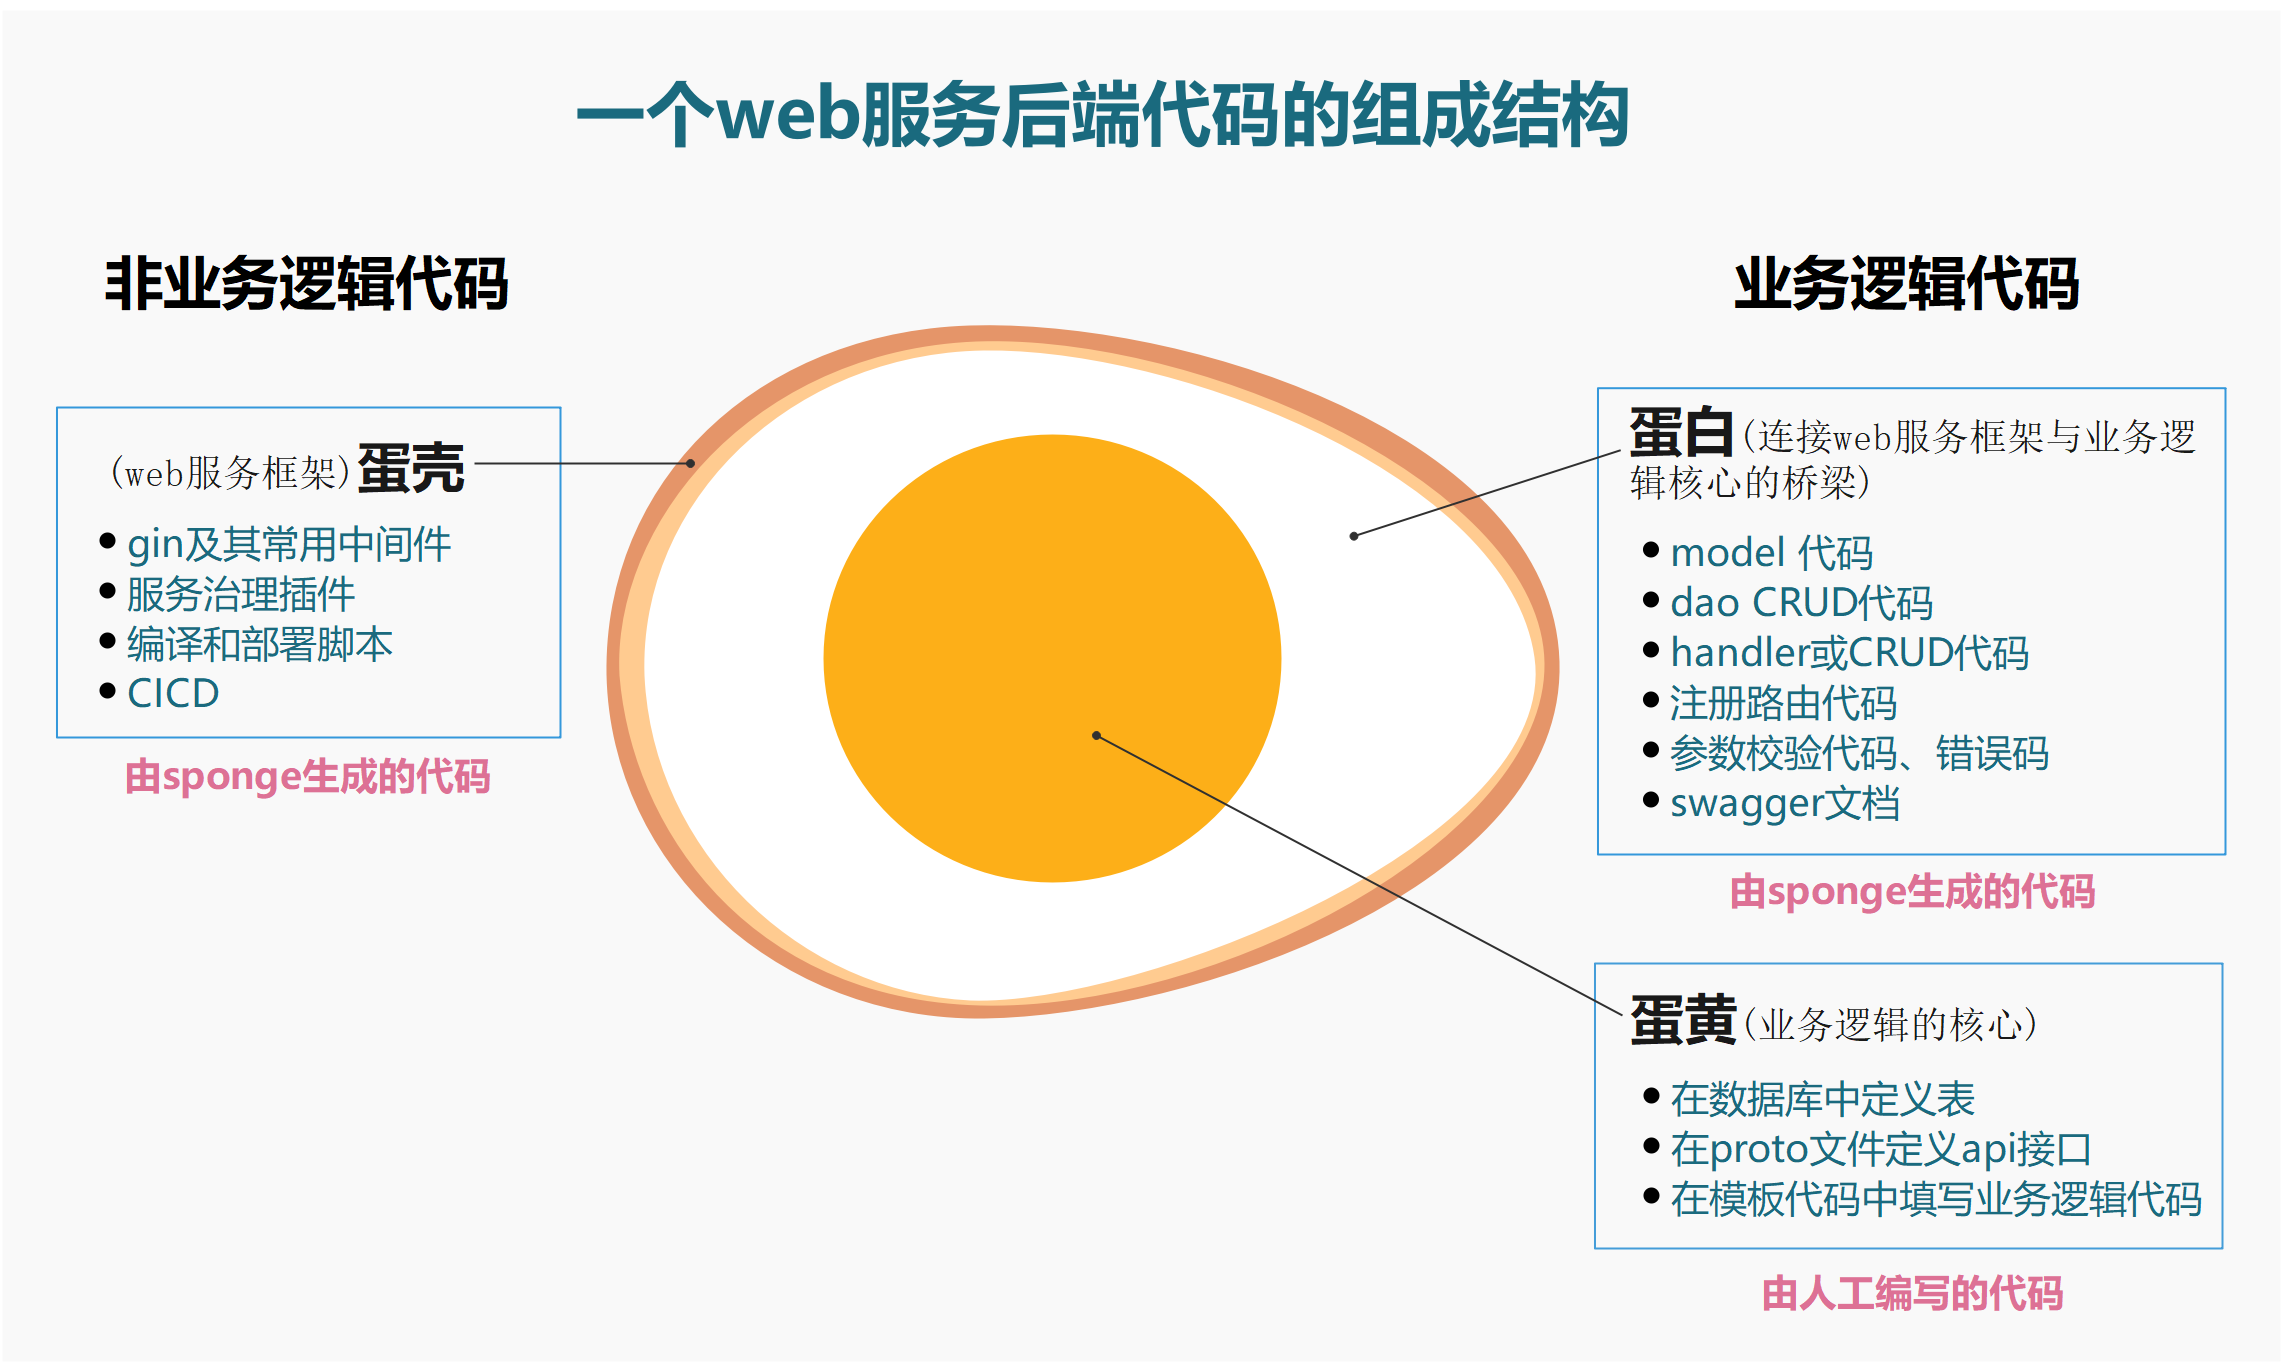 一个web服务后端代码的组成结构
非业务逻辑代码
(web服务框架)蛋壳
gin及其常用中间件
服务治理插件
编译和部署脚本
CICD
由sponge生成的代码
业务逻辑代码
蛋白(连接web服务框架与业务逻
辑核心的桥梁)
model 代码
dao CRUD代码
handler或CRUD代码
注册路由代码
参数校验代码、错误码
swagger文档
由sponge生成的代码
蛋黄(业务逻辑的核心)
在数据库中定义表
在proto文件定义api接口
在模板代码中填写业务逻辑代码
由人工编写的代码